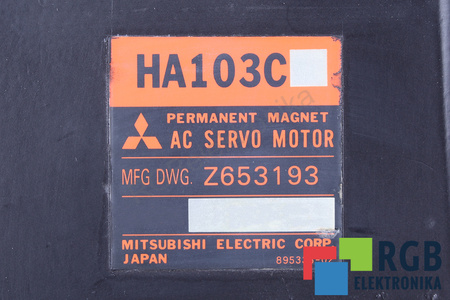 HA103C
PERMANENT MAGNET
AC SERVO MOTOR
MFG DWG. Z653193
MITSUBISHI ELECTRIC CORP.
JAPAN
RGB
ELEKTRONIKA